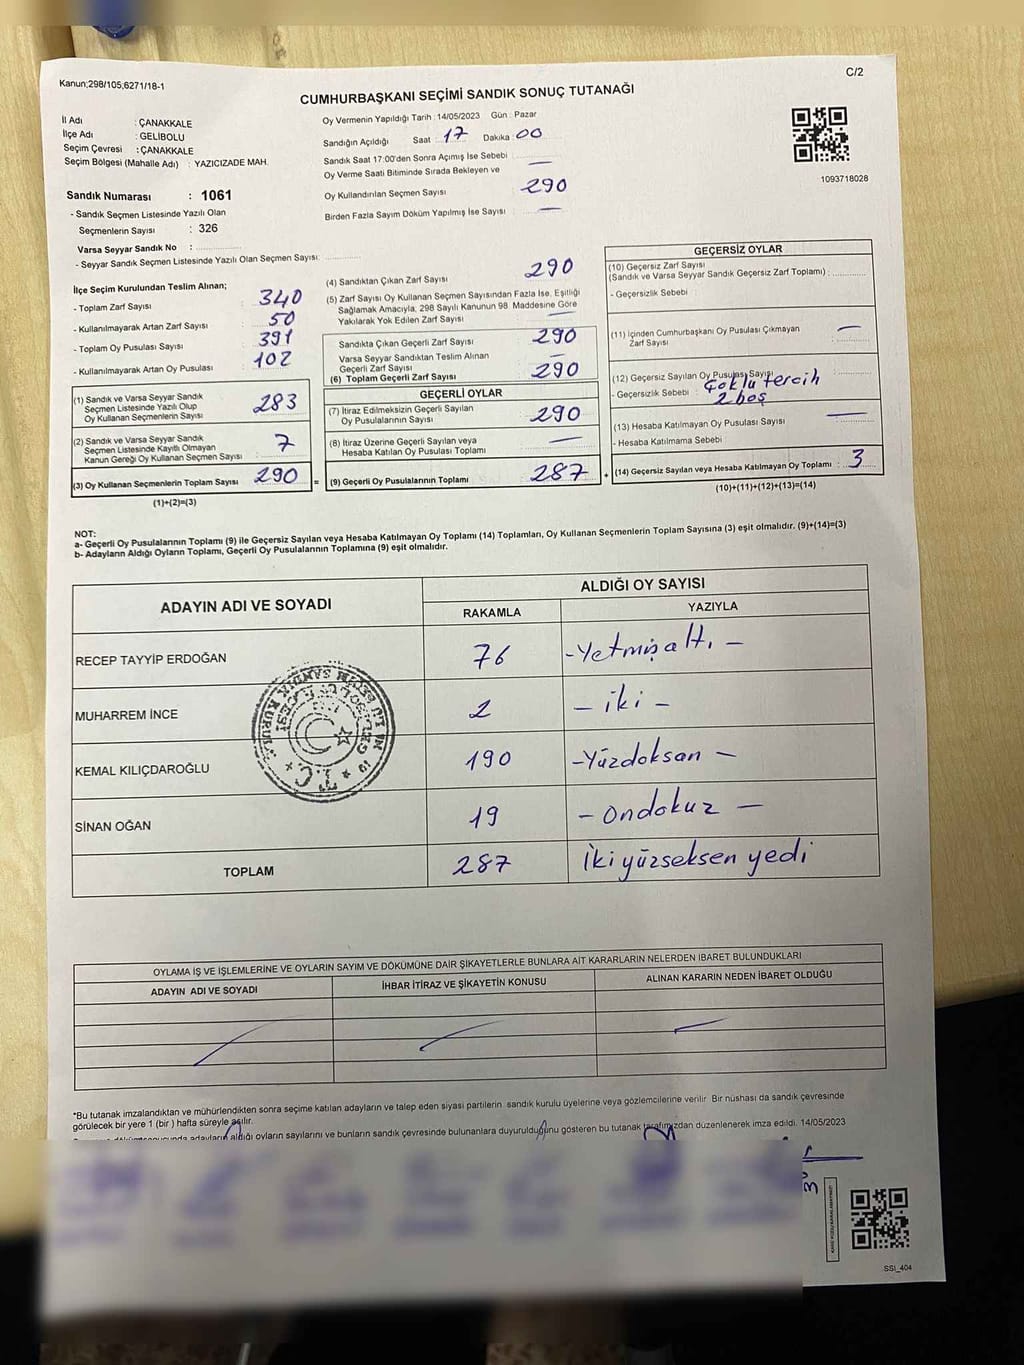 Kanun;298/105,6271/18-1
C/2
CUMHURBAŞKANI SEÇİMİ SANDIK SONUÇ TUTANAĞI
İl Adı : ÇANAKKALE
İlçe Adı : GELİBOLU
Seçim Çevresi : ÇANAKKALE
Seçim Bölgesi (Mahalle Adı) : YAZICIZADE MAH.
Sandık Numarası : 1061
- Sandık Seçmen Listesinde Yazılı Olan
Seçmenlerin Sayısı : 326
Varsa Seyyar Sandık No :
- Seyyar Sandık Seçmen Listesinde Yazılı Olan Seçmen Sayısı:
Oy Vermenin Yapıldığı Tarih : 14/05/2023 Gün : Pazar
Sandığın Açıldığı Saat : 17 Dakika : 00
Sandık Saat 17:00'den Sonra Açımış İse Sebebi : —
Oy Verme Saati Bitiminde Sırada Bekleyen ve
Oy Kullandırılan Seçmen Sayısı : 290
Birden Fazla Sayım Döküm Yapılmış İse Sayısı : —
1093718028
İlçe Seçim Kurulundan Teslim Alınan;
- Toplam Zarf Sayısı : 340
- Kullanılmayarak Artan Zarf Sayısı : 50
- Toplam Oy Pusulası Sayısı : 391
- Kullanılmayarak Artan Oy Pusulası : 102
(1) Sandık ve Varsa Seyyar Sandık
Seçmen Listesinde Yazılı Olup
Oy Kullanan Seçmenlerin Sayısı : 283
(2) Sandık ve Varsa Seyyar Sandık
Seçmen Listesinde Kayıtlı Olmayan
Kanun Gereği Oy Kullanan Seçmen Sayısı : 7
(3) Oy Kullanan Seçmenlerin Toplam Sayısı : 290
(1)+(2)=(3)
(4) Sandıktan Çıkan Zarf Sayısı : 290
(5) Zarf Sayısı Oy Kullanan Seçmen Sayısından Fazla İse, Eşitliği
Sağlamak Amacıyla, 298 Sayılı Kanunun 98. Maddesine Göre
Yakılarak Yok Edilen Zarf Sayısı : —
Sandıkta Çıkan Geçerli Zarf Sayısı : 290
Varsa Seyyar Sandıktan Teslim Alınan
Geçerli Zarf Sayısı : —
(6) Toplam Geçerli Zarf Sayısı : 290
GEÇERLİ OYLAR
(7) İtiraz Edilmeksizin Geçerli Sayılan
Oy Pusulalarının Sayısı : 290
(8) İtiraz Üzerine Geçerli Sayılan veya
Hesaba Katılan Oy Pusulası Toplamı : —
= (9) Geçerli Oy Pusulalarının Toplamı : 287 +
GEÇERSİZ OYLAR
(10) Geçersiz Zarf Sayısı
(Sandık ve Varsa Seyyar Sandık Geçersiz Zarf Toplamı) :
- Geçersizlik Sebebi :
(11) İçinden Cumhurbaşkanı Oy Pusulası Çıkmayan
Zarf Sayısı : —
(12) Geçersiz Sayılan Oy Pusulası Sayısı
- Geçersizlik Sebebi : Çoklu tercih
2 boş
(13) Hesaba Katılmayan Oy Pusulası Sayısı : —
- Hesaba Katılmama Sebebi
(14) Geçersiz Sayılan veya Hesaba Katılmayan Oy Toplamı : 3
(10)+(11)+(12)+(13)=(14)
NOT:
a- Geçerli Oy Pusulalarının Toplamı (9) ile Geçersiz Sayılan veya Hesaba Katılmayan Oy Toplamı (14) Toplamları, Oy Kullanan Seçmenlerin Toplam Sayısına (3) eşit olmalıdır. (9)+(14)=(3)
b- Adayların Aldığı Oyların Toplamı, Geçerli Oy Pusulalarının Toplamına (9) eşit olmalıdır.
ADAYIN ADI VE SOYADI
ALDIĞI OY SAYISI
RAKAMLA YAZIYLA
RECEP TAYYİP ERDOĞAN 76 - Yetmişaltı -
MUHARREM İNCE 2 - iki -
KEMAL KILIÇDAROĞLU 190 - Yüzdoksan -
SİNAN OĞAN 19 - Ondokuz -
TOPLAM 287 İkiyüzseksen yedi
T.C.
OYLAMA İŞ VE İŞLEMLERİNE VE OYLARIN SAYIM VE DÖKÜMÜNE DAİR ŞİKAYETLERLE BUNLARA AİT KARARLARIN NELERDEN İBARET BULUNDUKLARI
ADAYIN ADI VE SOYADI İHBAR İTİRAZ VE ŞİKAYETİN KONUSU ALINAN KARARIN NEDEN İBARET OLDUĞU
*Bu tutanak imzalandıktan ve mühürlendikten sonra seçime katılan adayların ve talep eden siyasi partilerin sandık kurulu üyelerine veya gözlemcilerine verilir. Bir nüshası da sandık çevresinde
görülecek bir yere 1 (bir ) hafta süreyle asılır.
adayların aldığı oyların sayılarını ve bunların sandık çevresinde bulunanlara duyurulduğunu gösteren bu tutanak tarafımızdan düzenlenerek imza edildi. 14/05/2023
SSI_404